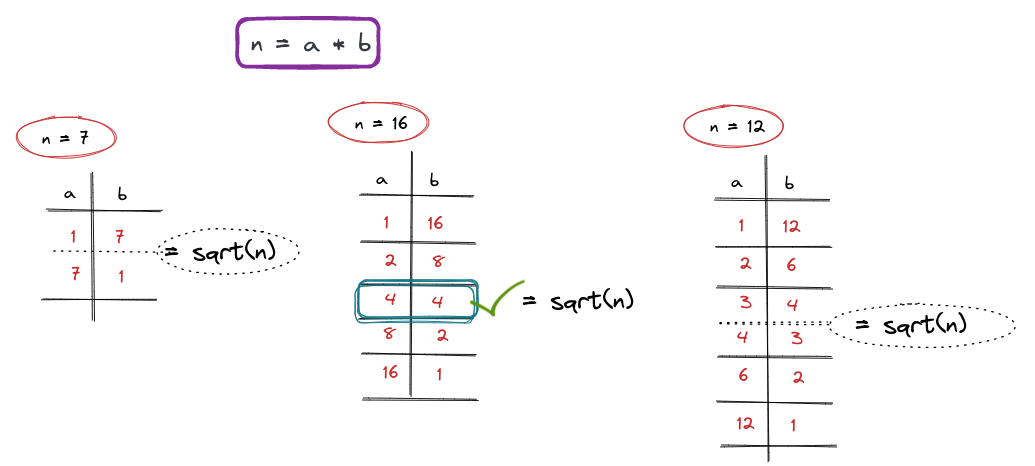 n = a * b
n = 7
a b
1 7
7 1
= sqrt(n)
n = 16
a b
1 16
2 8
4 4
8 2
16 1
= sqrt(n)
n = 12
a b
1 12
2 6
3 4
4 3
6 2
12 1
= sqrt(n)